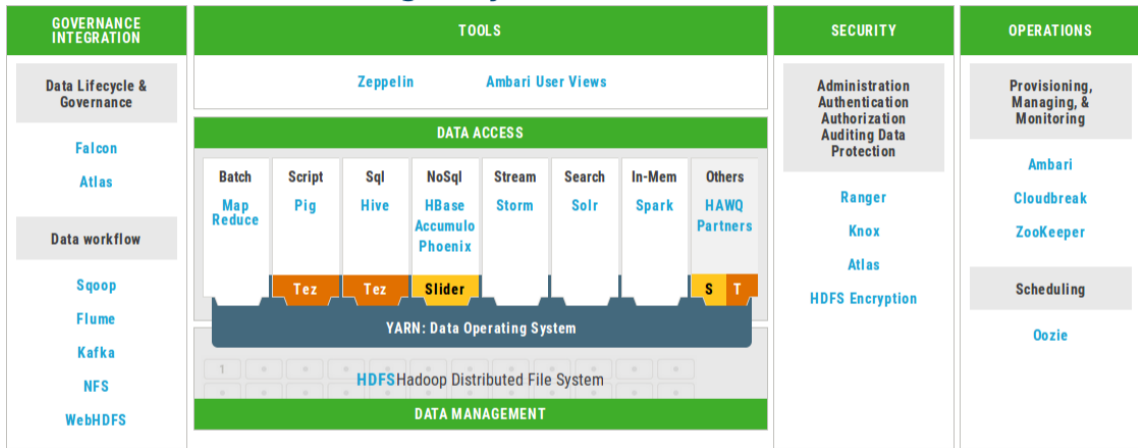 GOVERNANCE
INTEGRATION
Data Lifecycle &
Governance
Falcon
Atlas
Data workflow
Sqoop
Flume
Kafka
NFS
WebHDFS
TOOLS
Zeppelin Ambari User Views
DATA ACCESS
Batch
Map
Reduce
Script
Pig
Tez
Sql
Hive
Tez
NoSql
HBase
Accumulo
Phoenix
Slider
Stream
Storm
Search
Solr
In-Mem
Spark
Others
HAWQ
Partners
S T
YARN: Data Operating System
1
HDFSHadoop Distributed File System
DATA MANAGEMENT
SECURITY
Administration
Authentication
Authorization
Auditing Data
Protection
Ranger
Knox
Atlas
HDFS Encryption
OPERATIONS
Provisioning,
Managing, &
Monitoring
Ambari
Cloudbreak
ZooKeeper
Scheduling
Oozie